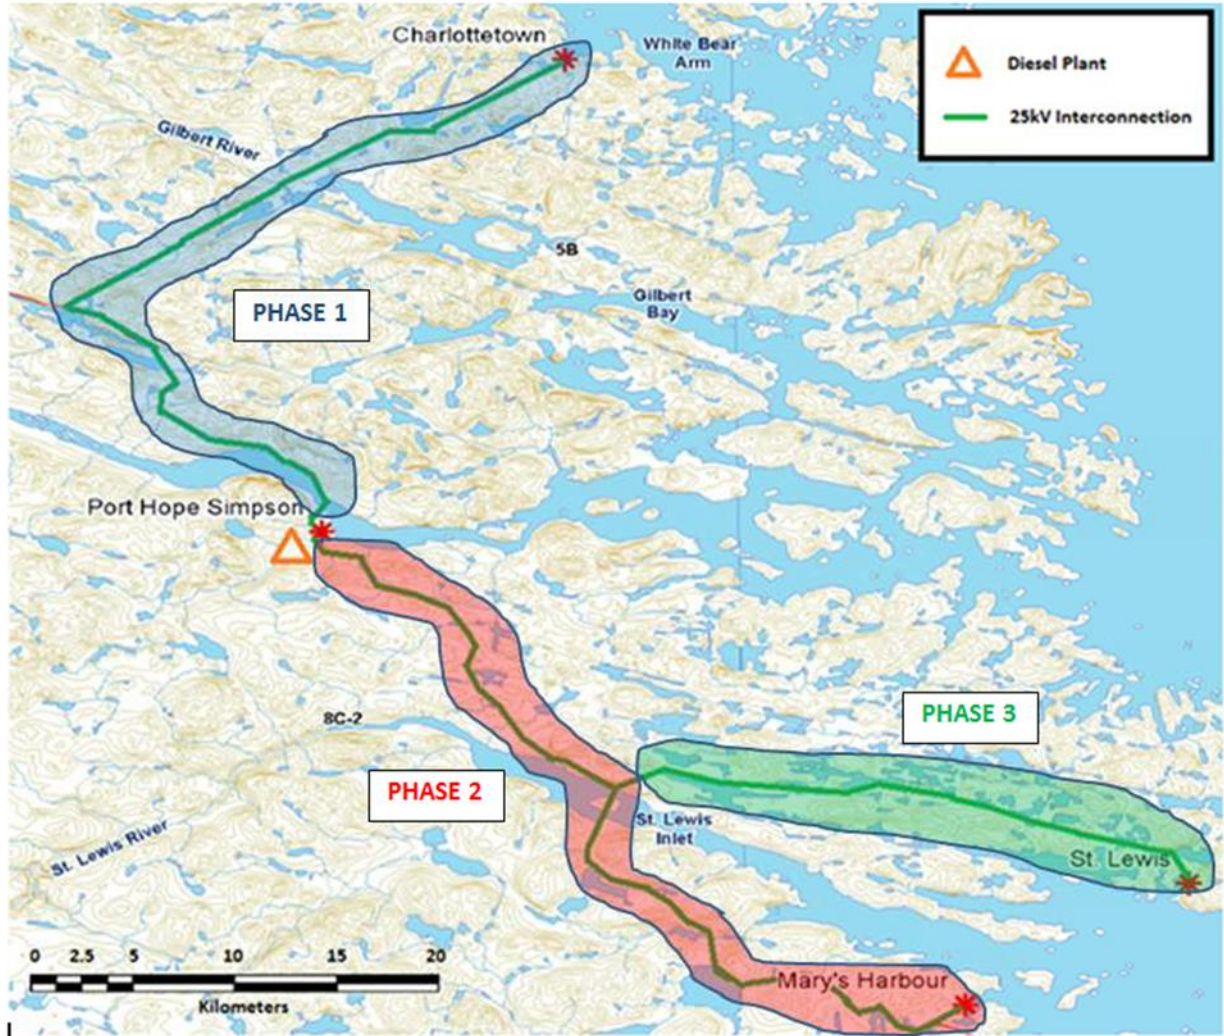 Charlottetown
White Bear
Arm
Diesel Plant
25kV Interconnection
Gilbert River
5B
Gilbert
Bay
PHASE 1
Port Hope Simpson
8C-2
PHASE 3
PHASE 2
St. Lewis
Inlet
St. Lewis River
St. Lewis
0 2.5 5 10 15 20
Kilometers
Mary's Harbour